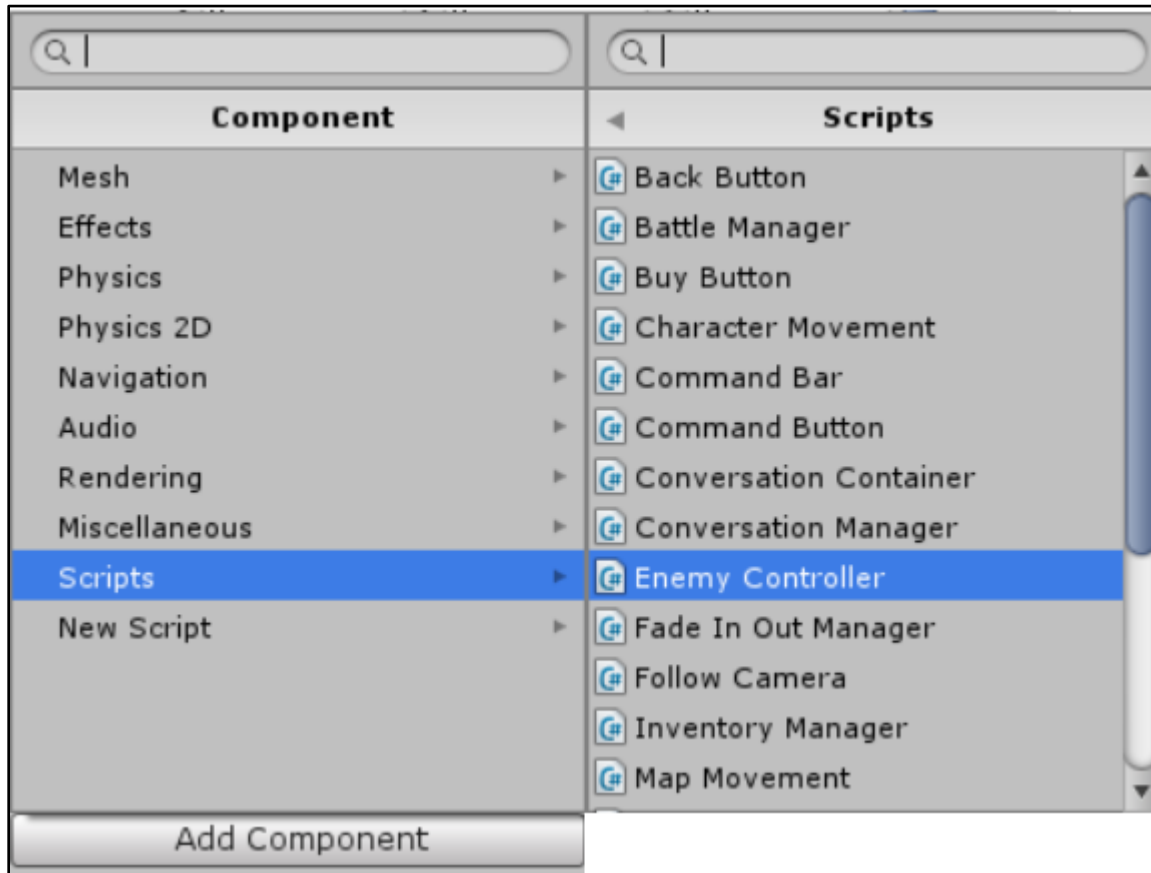 Component
Mesh
Effects
Physics
Physics 2D
Navigation
Audio
Rendering
Miscellaneous
Scripts
New Script
Add Component
Scripts
Back Button
Battle Manager
Buy Button
Character Movement
Command Bar
Command Button
Conversation Container
Conversation Manager
Enemy Controller
Fade In Out Manager
Follow Camera
Inventory Manager
Map Movement